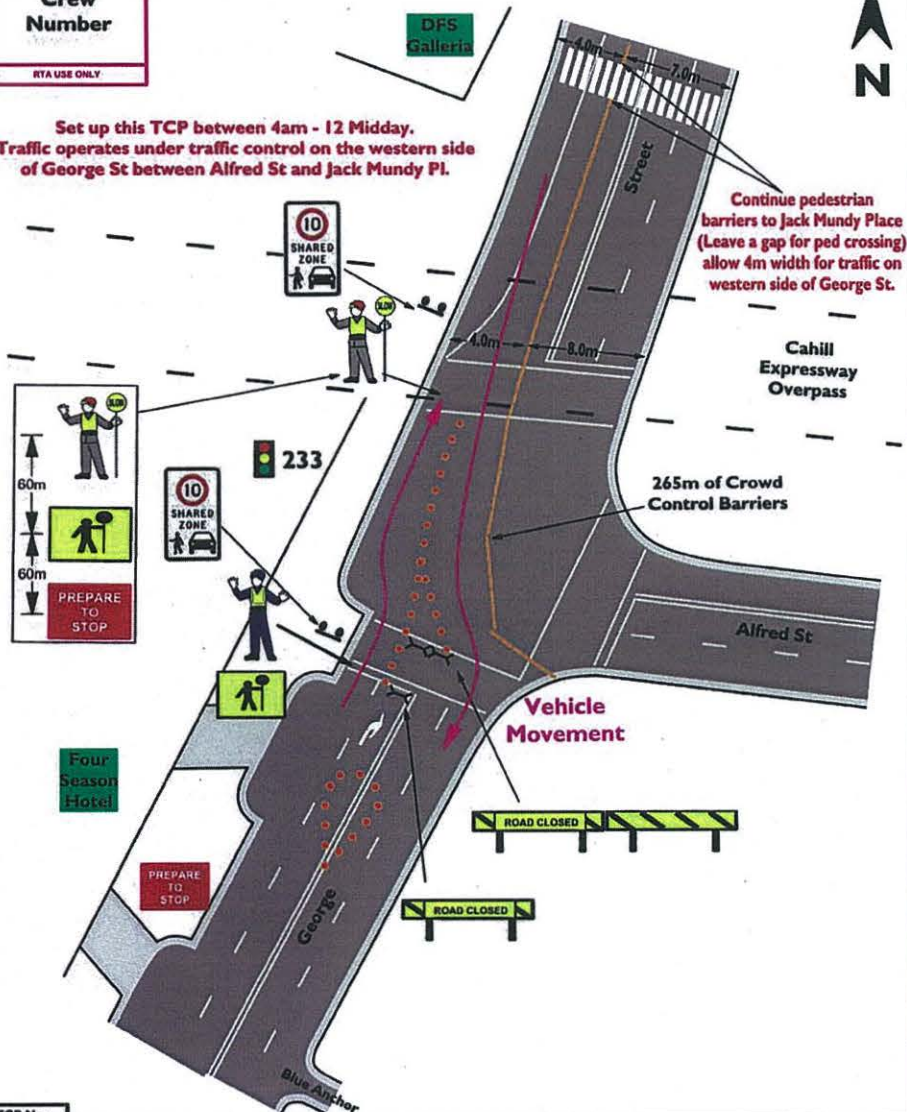 Crew
Number
RTA USE ONLY
DFS
Galleria
N
4.0m
7.0m
Set up this TCP between 4am - 12 Midday.
Traffic operates under traffic control on the western side
of George St between Alfred St and Jack Mundy Pl.
Street
Continue pedestrian
barriers to Jack Mundy Place
(Leave a gap for ped crossing)
allow 4m width for traffic on
western side of George St.
10
SHARED
ZONE
SLOW
4.0m
8.0m
Cahill
Expressway
Overpass
SLOW
60m
60m
PREPARE
TO
STOP
233
10
SHARED
ZONE
265m of Crowd
Control Barriers
Alfred St
Vehicle
Movement
Four
Season
Hotel
ROAD CLOSED
PREPARE
TO
STOP
ROAD CLOSED
George
Blue Anchor